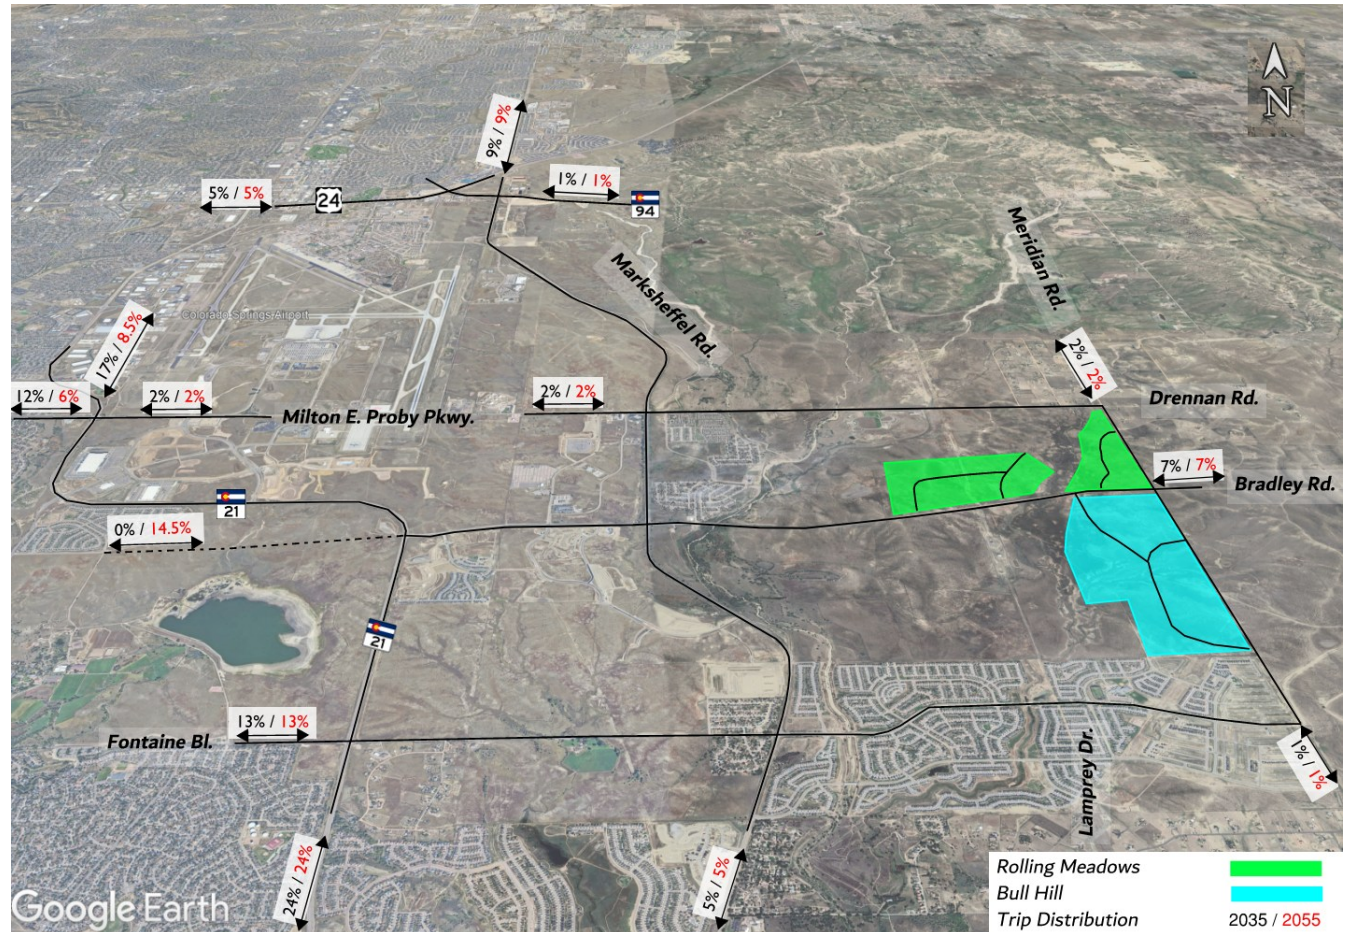 N
9% / 9%
5% / 5%
24
1% / 1%
94
Meridian Rd.
Marksheffel Rd.
Colorado Springs Airport
17% / 8.5%
2% / 2%
12% / 6%
2% / 2%
2% / 2%
Milton E. Proby Pkwy.
Drennan Rd.
7% / 7%
Bradley Rd.
21
0% / 14.5%
21
13% / 13%
Fontaine Bl.
Lamprey Dr.
1% / 1%
24% / 24%
5% / 5%
Rolling Meadows
Bull Hill
Trip Distribution 2035 / 2055
Google Earth